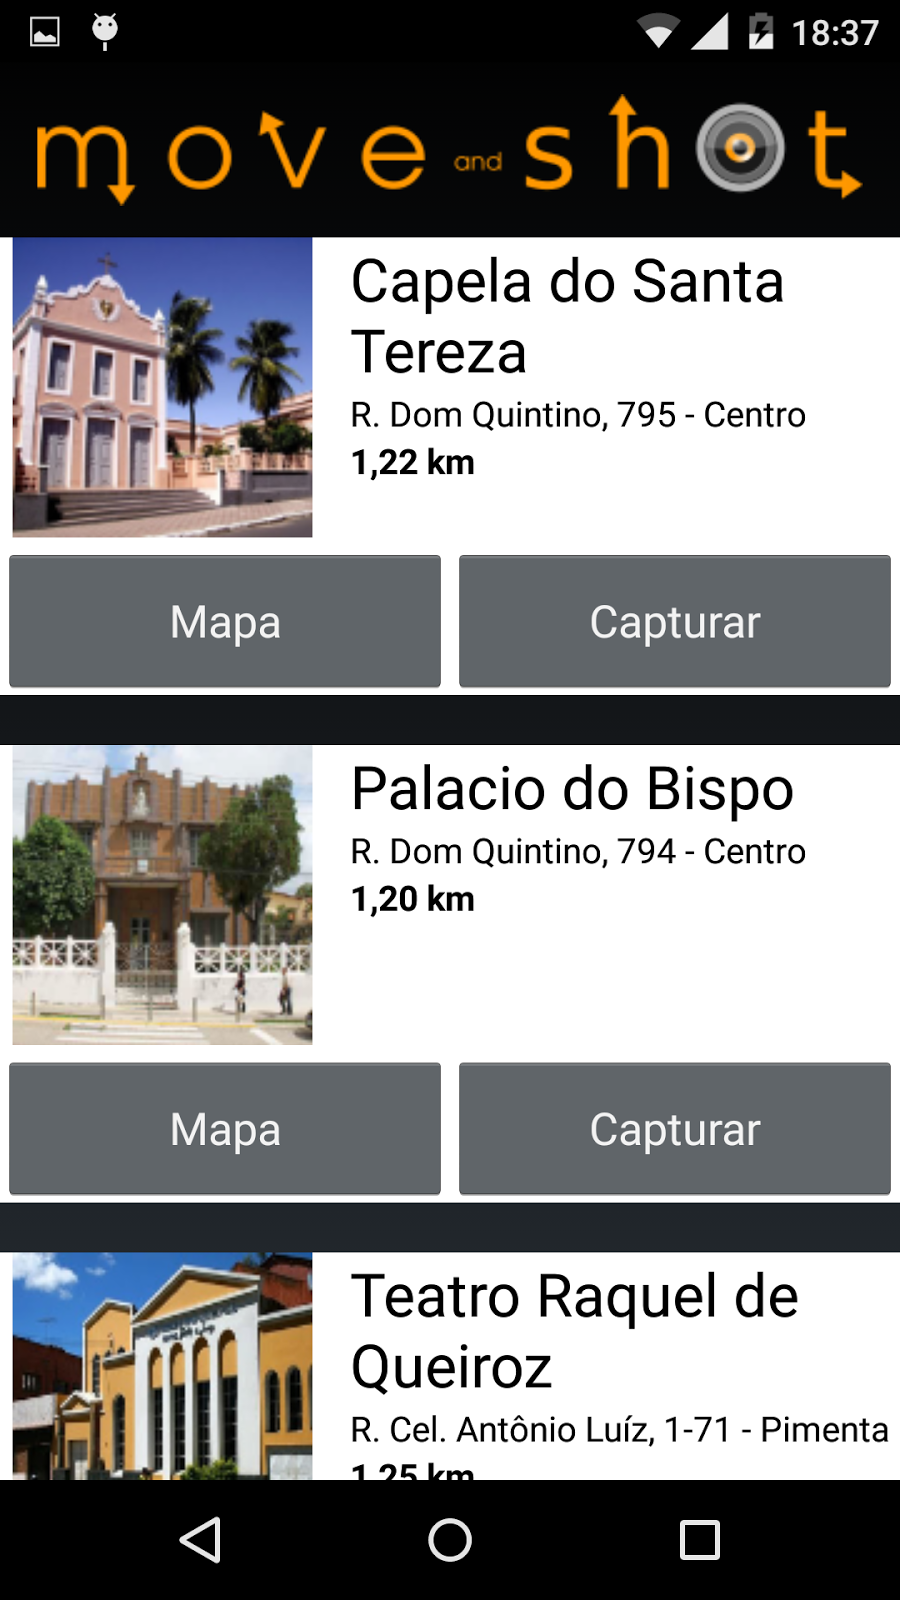 18:37
move and shot
Capela do Santa
Tereza
R. Dom Quintino, 795 - Centro
1,22 km
Mapa
Capturar
Palacio do Bispo
R. Dom Quintino, 794 - Centro
1,20 km
Mapa
Capturar
Teatro Raquel de
Queiroz
R. Cel. Antônio Luíz, 1-71 - Pimenta
1,25 km